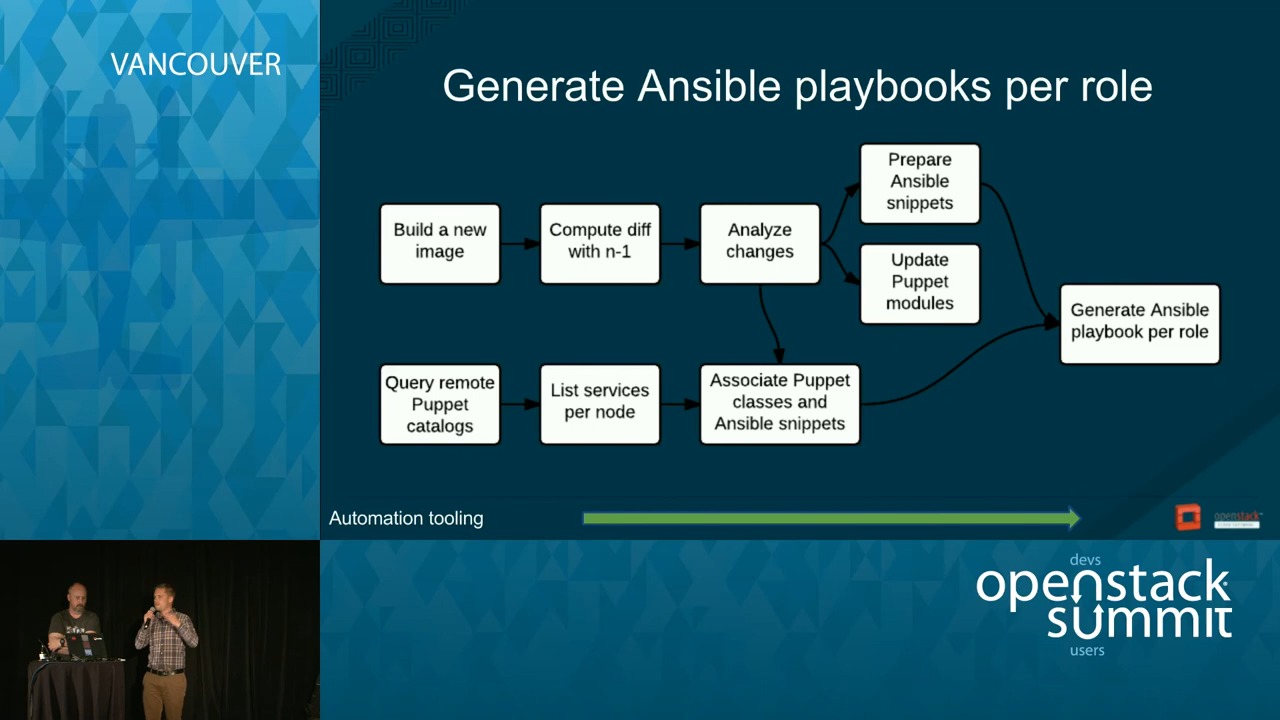 VANCOUVER
Generate Ansible playbooks per role
Build a new
image
Compute diff
with n-1
Analyze
changes
Prepare
Ansible
snippets
Update
Puppet
modules
Generate Ansible
playbook per role
Query remote
Puppet
catalogs
List services
per node
Associate Puppet
classes and
Ansible snippets
Automation tooling
openstack
devs
openstack
summit
users